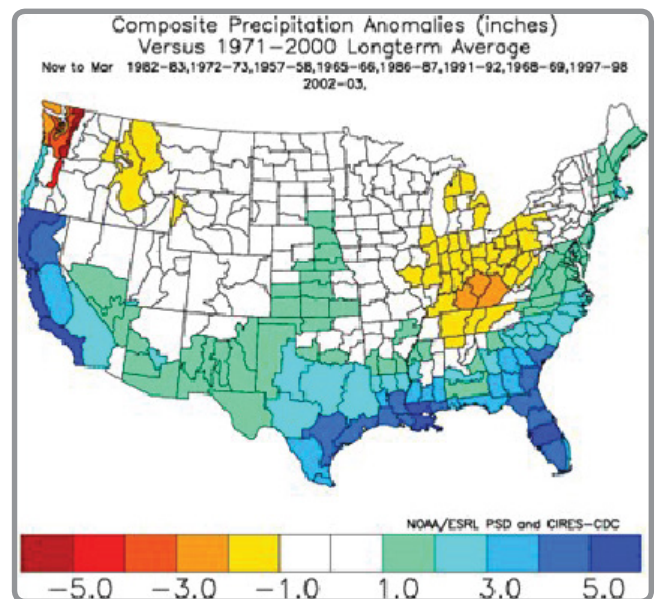 Composite Precipitation Anomalies (inches)
Versus 1971-2000 Longterm Average
Nov to Mar 1982-83,1972-73,1957-58,1965-66,1986-87,1991-92,1968-69,1997-98
2002-03,
NOAA/ESRL PSD and CIRES-CDC
-5.0 -3.0 -1.0 1.0 3.0 5.0